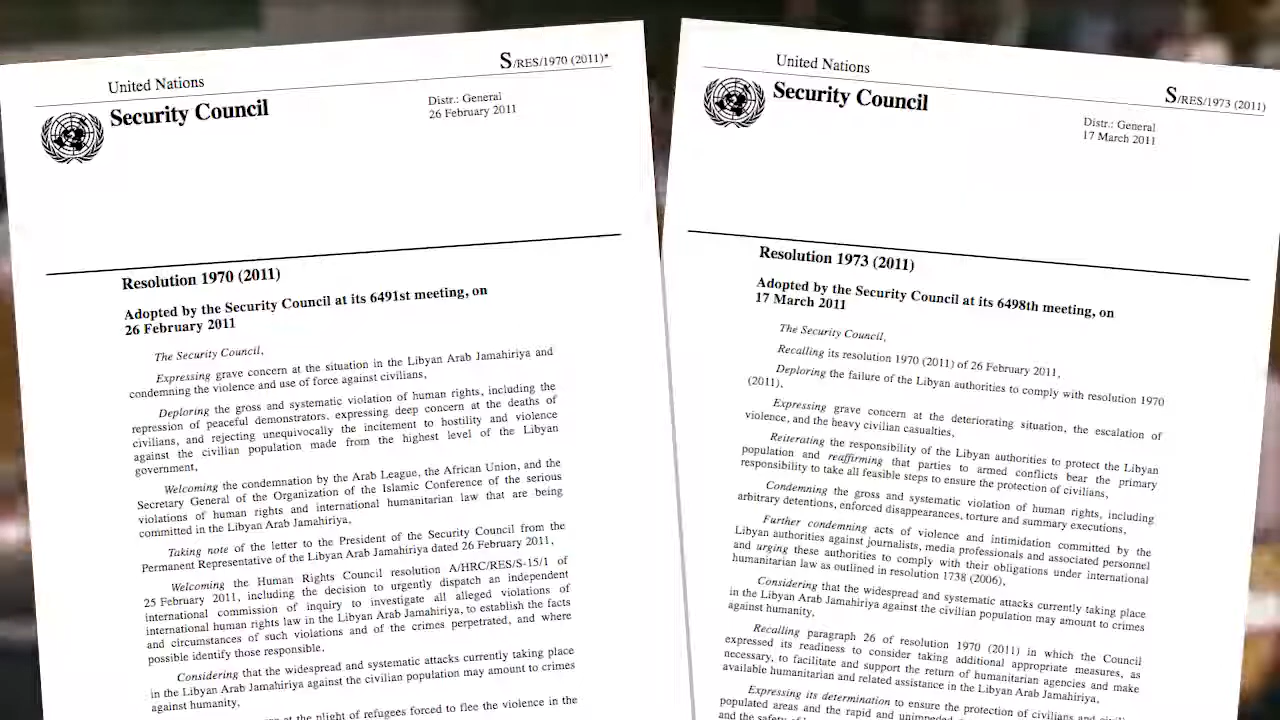 United Nations
S/RES/1970 (2011)*
Security Council
Distr.: General
26 February 2011
Resolution 1970 (2011)
Adopted by the Security Council at its 6491st meeting, on
26 February 2011
The Security Council,
Expressing grave concern at the situation in the Libyan Arab Jamahiriya and
condemning the violence and use of force against civilians,
Deploring the gross and systematic violation of human rights, including the
repression of peaceful demonstrators, expressing deep concern at the deaths of
civilians, and rejecting unequivocally the incitement to hostility and violence
against the civilian population made from the highest level of the Libyan
government,
Welcoming the condemnation by the Arab League, the African Union, and the
Secretary General of the Organization of the Islamic Conference of the serious
violations of human rights and international humanitarian law that are being
committed in the Libyan Arab Jamahiriya,
Taking note of the letter to the President of the Security Council from the
Permanent Representative of the Libyan Arab Jamahiriya dated 26 February 2011,
Welcoming the Human Rights Council resolution A/HRC/RES/S-15/1 of
25 February 2011, including the decision to urgently dispatch an independent
international commission of inquiry to investigate all alleged violations of
international human rights law in the Libyan Arab Jamahiriya, to establish the facts
and circumstances of such violations and of the crimes perpetrated, and where
possible identify those responsible,
Considering that the widespread and systematic attacks currently taking place
in the Libyan Arab Jamahiriya against the civilian population may amount to crimes
against humanity,
at the plight of refugees forced to flee the violence in the
United Nations
S/RES/1973 (2011)
Security Council
Distr.: General
17 March 2011
Resolution 1973 (2011)
Adopted by the Security Council at its 6498th meeting, on
17 March 2011
The Security Council,
Recalling its resolution 1970 (2011) of 26 February 2011,
Deploring the failure of the Libyan authorities to comply with resolution 1970
(2011),
Expressing grave concern at the deteriorating situation, the escalation of
violence, and the heavy civilian casualties,
Reiterating the responsibility of the Libyan authorities to protect the Libyan
population and reaffirming that parties to armed conflicts bear the primary
responsibility to take all feasible steps to ensure the protection of civilians,
Condemning the gross and systematic violation of human rights, including
arbitrary detentions, enforced disappearances, torture and summary executions,
Further condemning acts of violence and intimidation committed by the
Libyan authorities against journalists, media professionals and associated personnel
and urging these authorities to comply with their obligations under international
humanitarian law as outlined in resolution 1738 (2006),
Considering that the widespread and systematic attacks currently taking place
in the Libyan Arab Jamahiriya against the civilian population may amount to crimes
against humanity,
Recalling paragraph 26 of resolution 1970 (2011) in which the Council
expressed its readiness to consider taking additional appropriate measures, as
necessary, to facilitate and support the return of humanitarian agencies and make
available humanitarian and related assistance in the Libyan Arab Jamahiriya,
Expressing its determination to ensure the protection of civilians and
populated areas and the rapid and
and the safety of